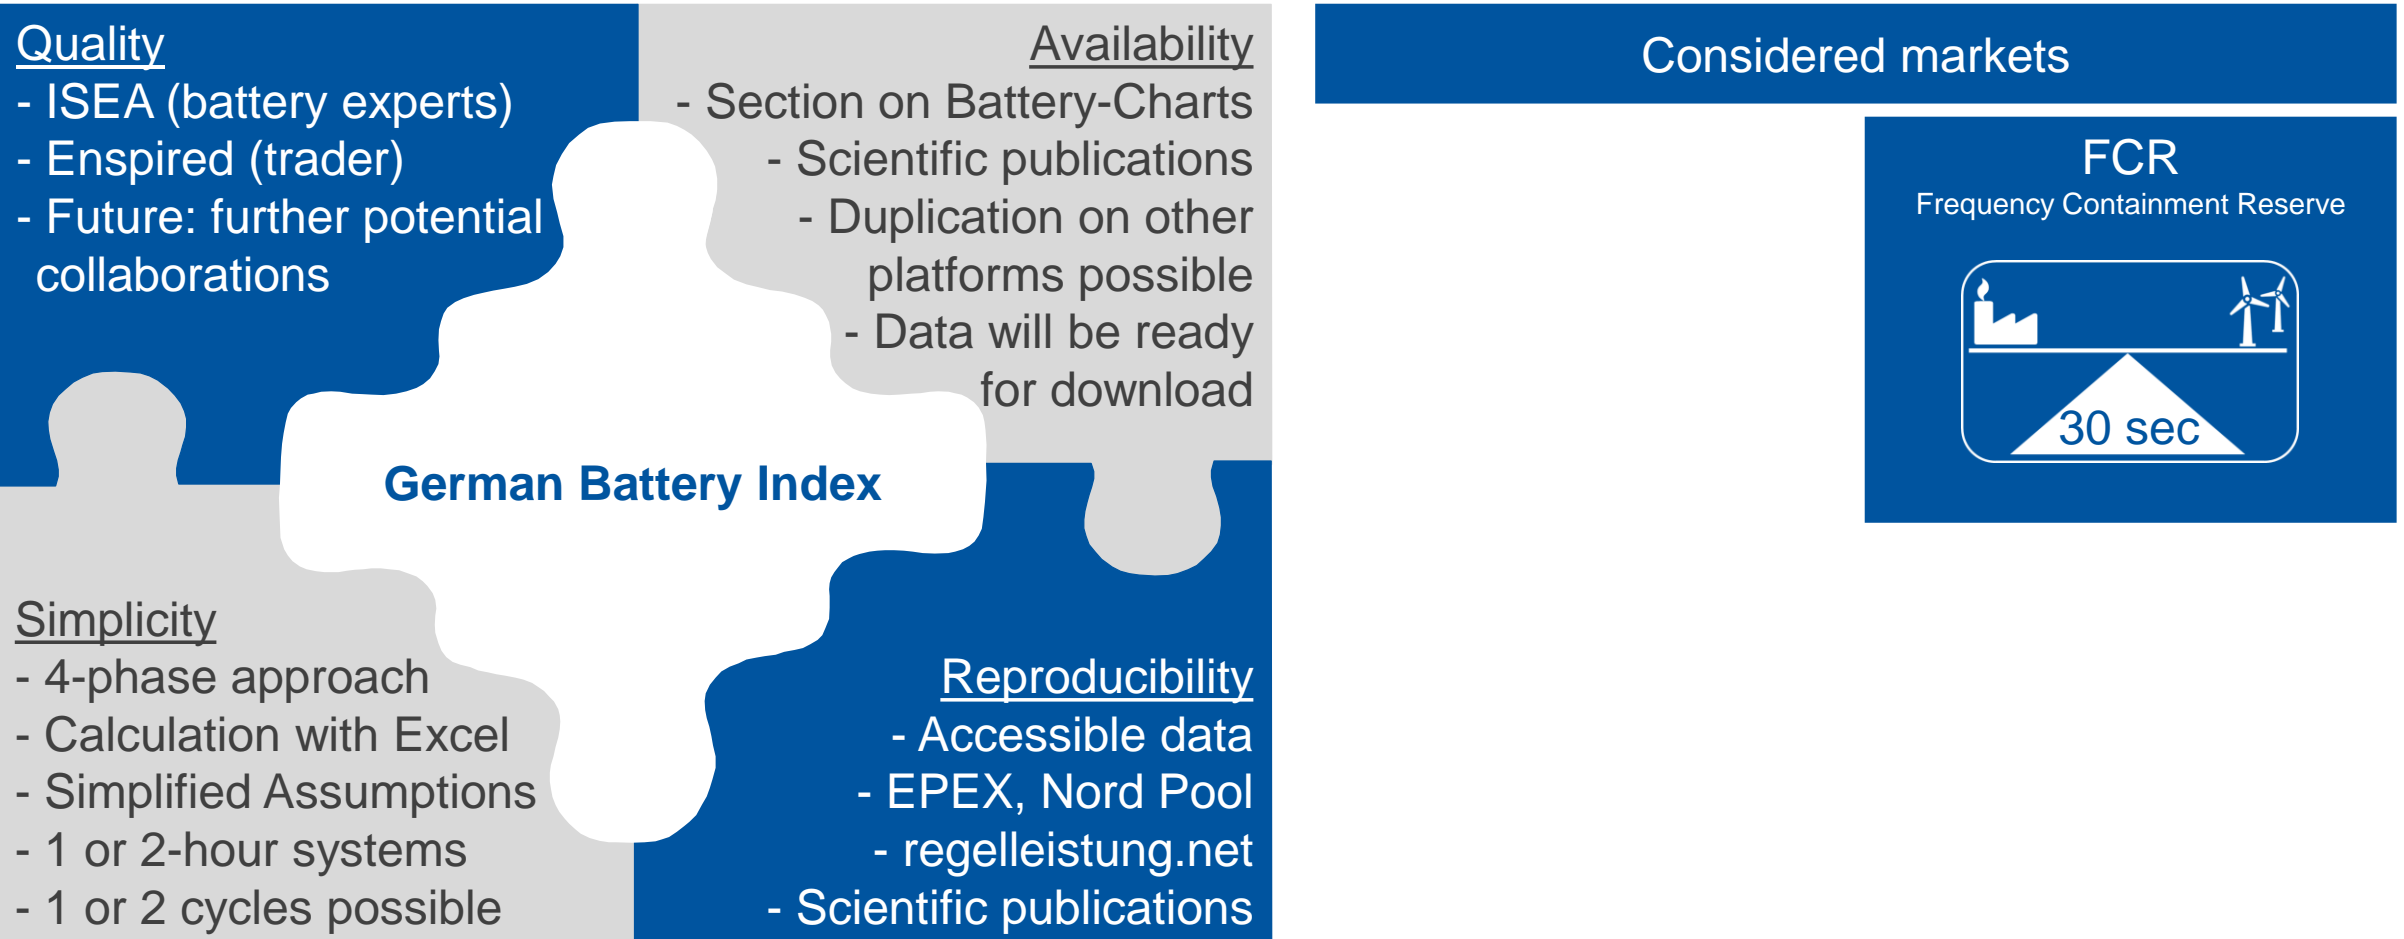 Quality
- ISEA (battery experts)
- Enspired (trader)
- Future: further potential
collaborations
Availability
- Section on Battery-Charts
- Scientific publications
- Duplication on other
platforms possible
- Data will be ready
for download
German Battery Index
Simplicity
- 4-phase approach
- Calculation with Excel
- Simplified Assumptions
- 1 or 2-hour systems
- 1 or 2 cycles possible
Reproducibility
- Accessible data
- EPEX, Nord Pool
- regelleistung.net
- Scientific publications
Considered markets
FCR
Frequency Containment Reserve
30 sec